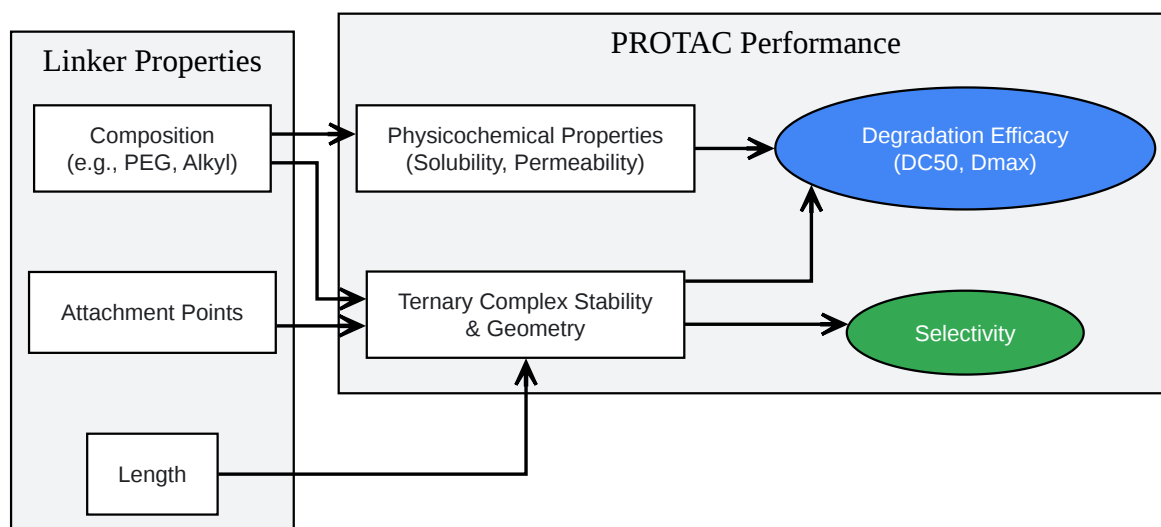 Linker Properties
Composition
(e.g., PEG, Alkyl)
Attachment Points
Length
PROTAC Performance
Physicochemical Properties
(Solubility, Permeability)
Degradation Efficacy
(DC50, Dmax)
Ternary Complex Stability
& Geometry
Selectivity